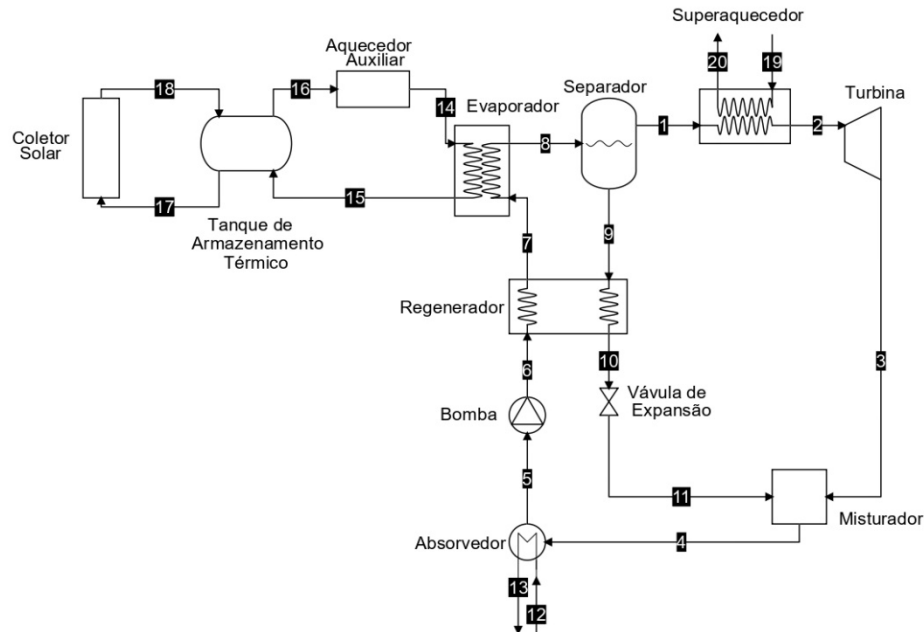 Superaquecedor
Aquecedor
Auxiliar
18
16
20
19
Separador
Turbina
14
Evaporador
Coletor
Solar
8
1
2
17
15
Tanque de
Armazenamento
Térmico
7
9
Regenerador
6
10
3
Bomba
Vávula de
Expansão
5
11
Misturador
Absorvedor
4
13
12